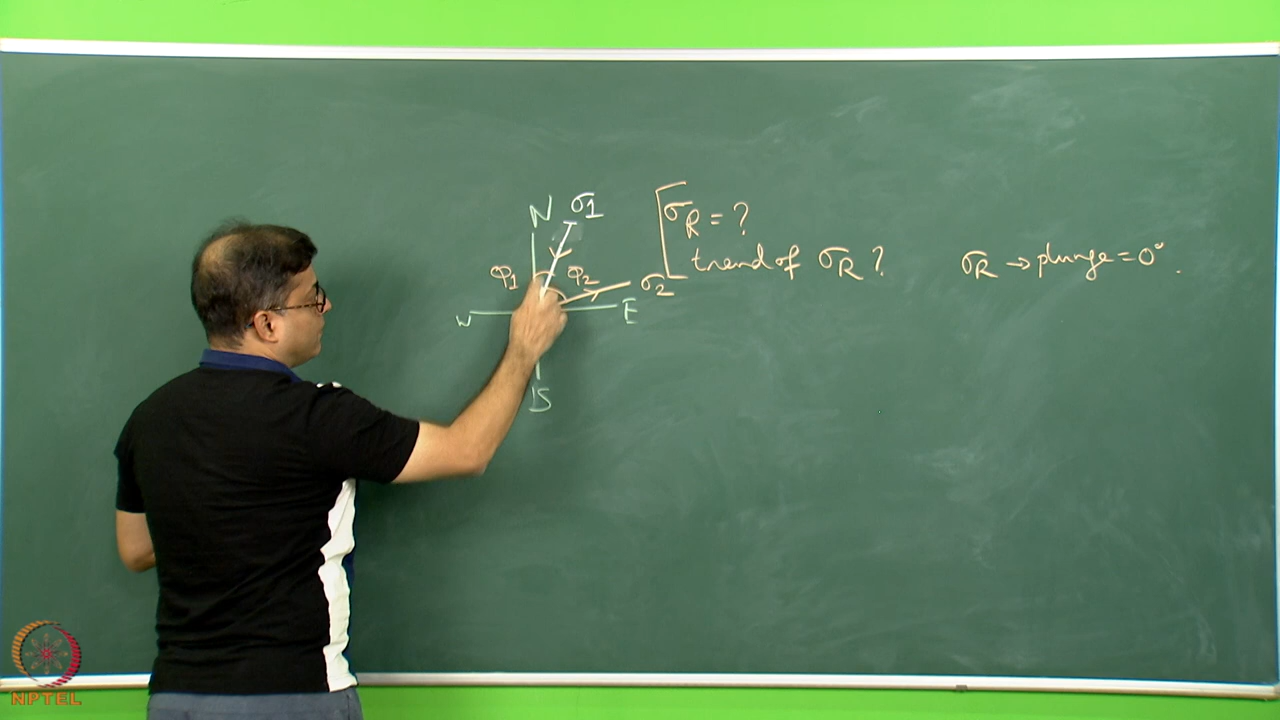 N σ1
φ1 φ2 σ2
W E
S
σR = ?
trend of σR ?
σR → plunge = 0°.
NPTEL